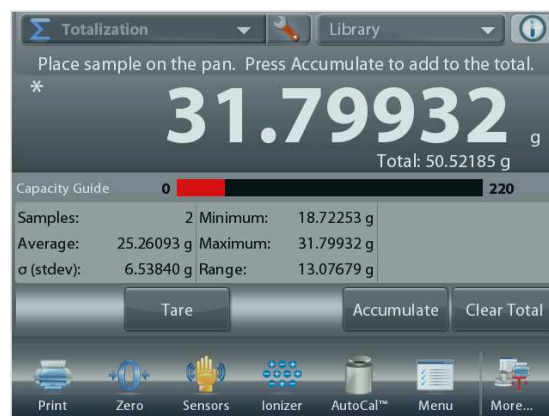 Σ Totalization Library
Place sample on the pan. Press Accumulate to add to the total.
* 31.79932 g
Total: 50.52185 g
Capacity Guide 0 220
Samples: 2 Minimum: 18.72253 g
Average: 25.26093 g Maximum: 31.79932 g
σ (stdev): 6.53840 g Range: 13.07679 g
Tare Accumulate Clear Total
Print Zero Sensors Ionizer AutoCal™ Menu More...